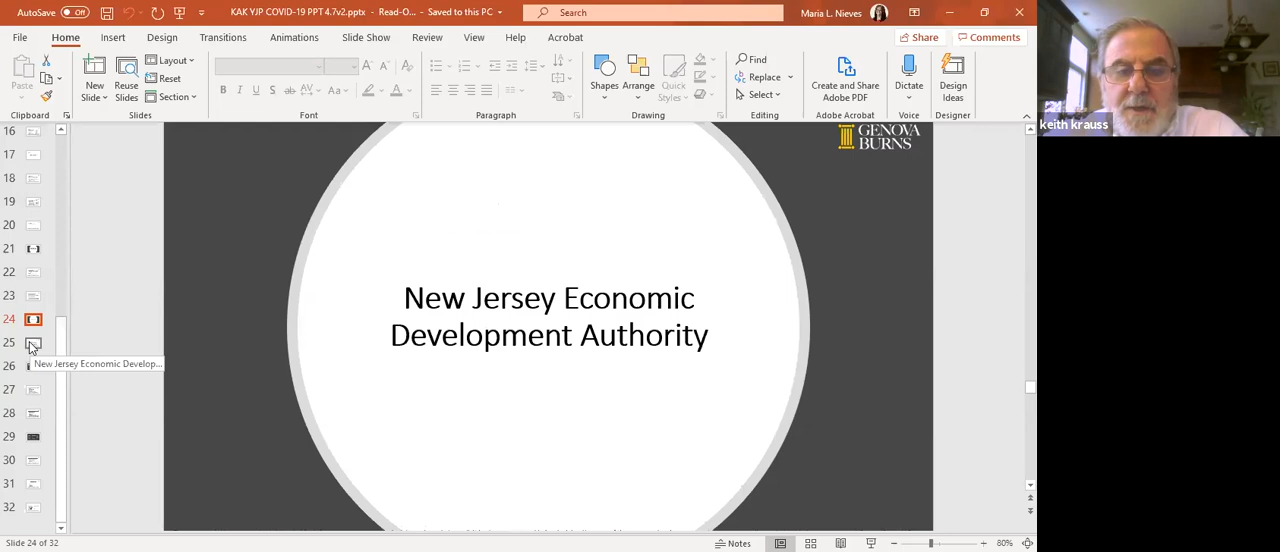 AutoSave Off
KAK YJP COVID-19 PPT 4.7v2.pptx - Read-O... - Saved to this PC
Search
Maria L. Nieves
File Home Insert Design Transitions Animations Slide Show Review View Help Acrobat
Share Comments
Paste
New
Slide
Reuse
Slides
Layout
Reset
Section
B I U S ab AV Aa A
Shapes Arrange Quick
Styles
Find
Replace
Select
Create and Share
Adobe PDF
Dictate
Design
Ideas
Clipboard Slides Font Paragraph Drawing Editing Adobe Acrobat Voice Designer
keith krauss
GENOVA
BURNS
16
17
18
19
20
21
22
23
24
25
New Jersey Economic Develop...
26
27
28
29
30
31
32
New Jersey Economic
Development Authority
Slide 24 of 32
Notes
80%